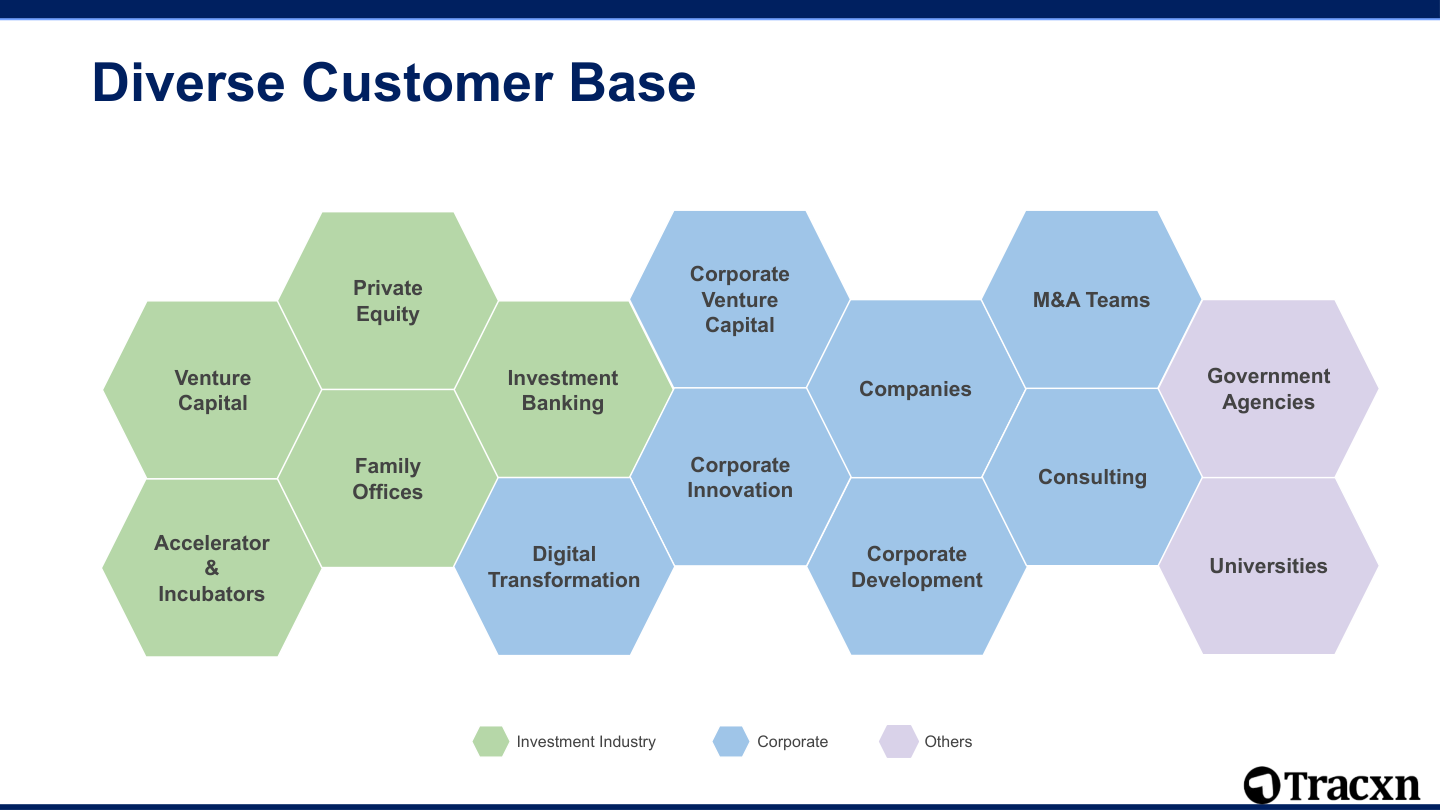 Diverse Customer Base
Private
Equity
Corporate
Venture
Capital
M&A Teams
Venture
Capital
Investment
Banking
Companies
Government
Agencies
Family
Offices
Corporate
Innovation
Consulting
Accelerator
&
Incubators
Digital
Transformation
Corporate
Development
Universities
Investment Industry
Corporate
Others
Tracxn